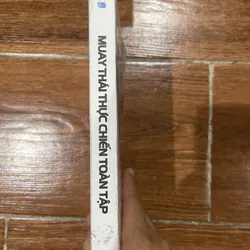 MUAY THÁI THỰC CHIẾN TOÀN TẬP